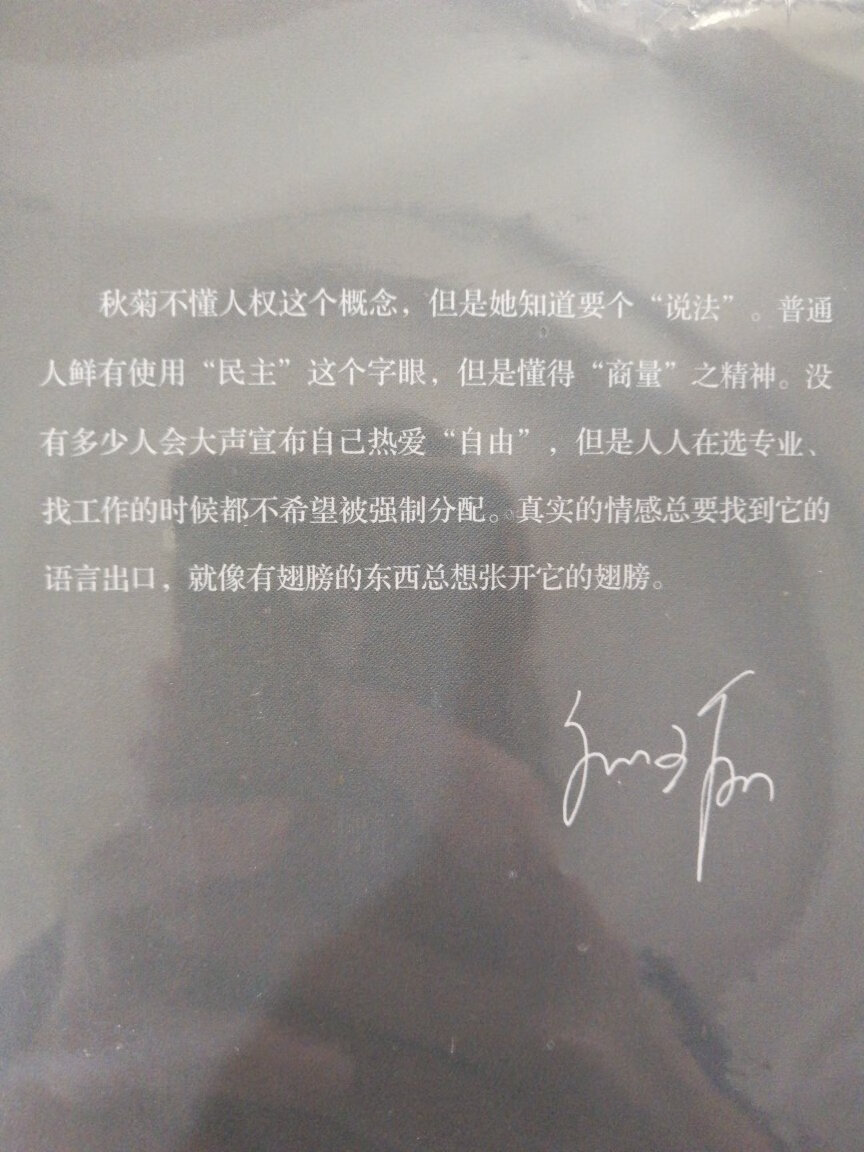 秋菊不懂人权这个概念，但是她知道要个“说法”。普通
人鲜有使用“民主”这个字眼，但是懂得“商量”之精神。没
有多少人会大声宣布自己热爱“自由”，但是人人在选专业、
找工作的时候都不希望被强制分配。真实的情感总要找到它的
语言出口，就像有翅膀的东西总想张开它的翅膀。